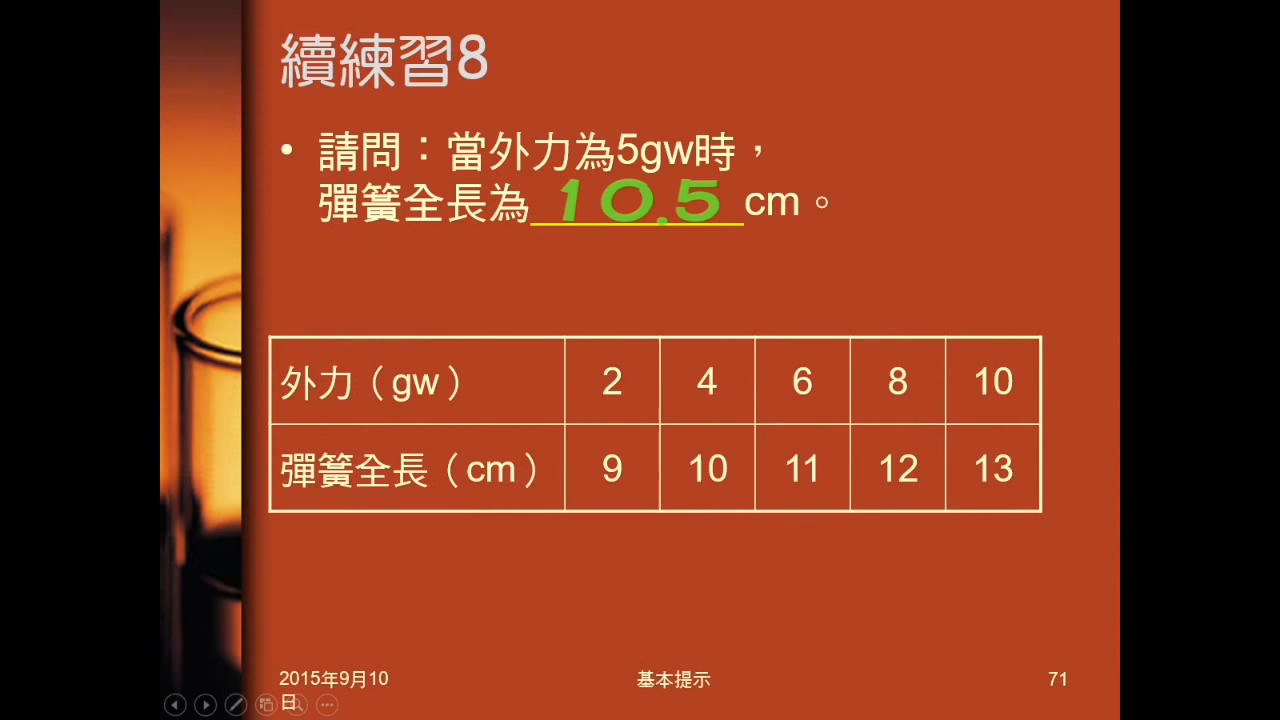 續練習8
• 請問：當外力為5gw時，
彈簧全長為 10.5 cm。
外力（gw） 2 4 6 8 10
彈簧全長（cm） 9 10 11 12 13
2015年9月10
日
基本提示
71